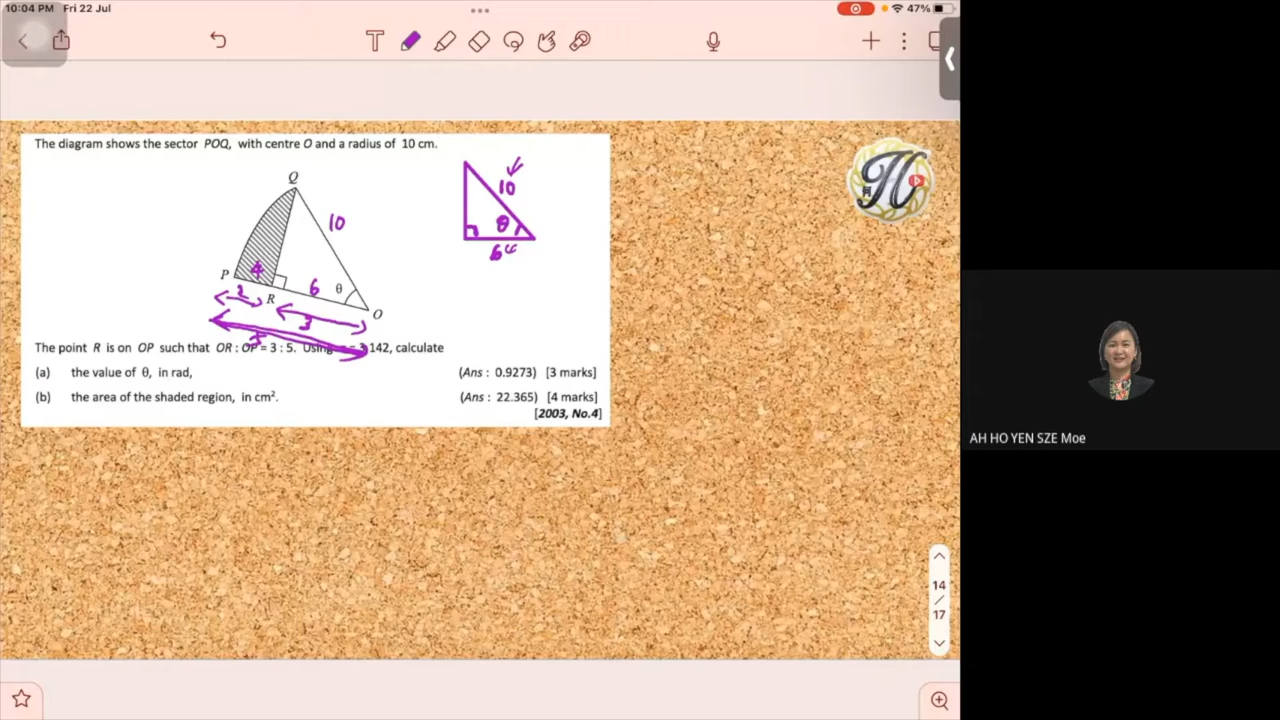 10:04 PM Fri 22 Jul
47%
The diagram shows the sector POQ, with centre O and a radius of 10 cm.
Q
10
10
θ
6
P
4
R
6
θ
O
2
3
5
The point R is on OP such that OR : OP = 3 : 5. Using = 3.142, calculate
(a) the value of θ, in rad, (Ans : 0.9273) [3 marks]
(b) the area of the shaded region, in cm². (Ans : 22.365) [4 marks]
[2003, No.4]
何
AH HO YEN SZE Moe
14
/
17